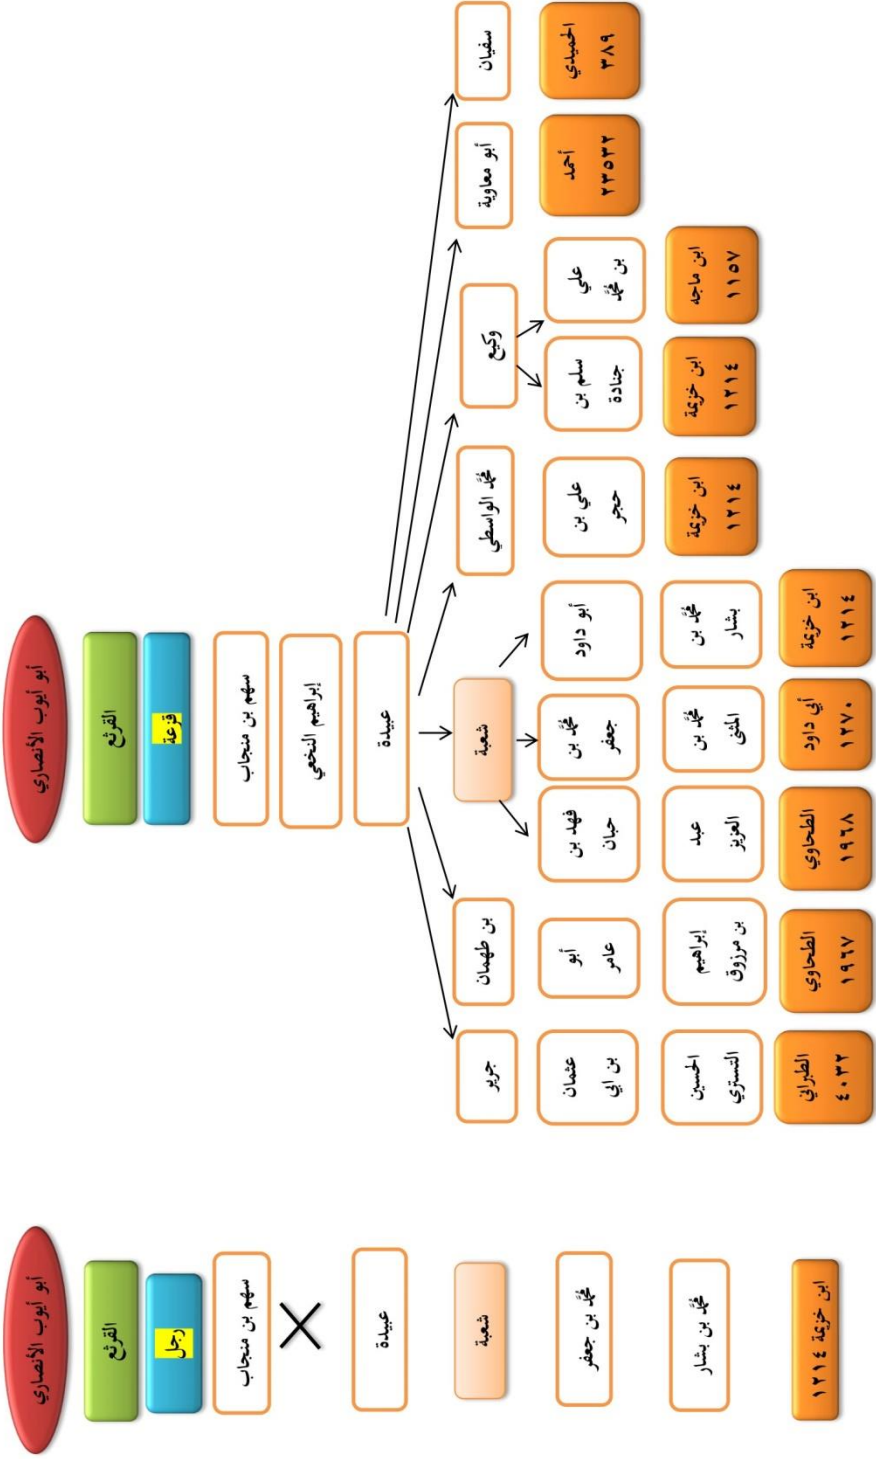 أبو أيوب الأنصاري
القرثع
قزعة
سهم بن منجاب
إبراهيم النخعي
عبيدة
سفيان
أبو معاوية
وكيع
محمد الواسطي
شعبة
بن طهمان
جرير
الحميدي
٣٨٩
أحمد
٢٣٥٣٢
علي
بن محمد
سلم بن
جنادة
علي بن
حجر
أبو داود
محمد بن
جعفر
فهد بن
حبان
أبو
عامر
عثمان
بن ابي
ابن ماجه
١١٥٧
ابن خزيمة
١٢١٤
ابن خزيمة
١٢١٤
محمد بن
بشار
محمد بن
المثنى
عبد
العزيز
إبراهيم
بن مرزوق
الحسين
التستري
ابن خزيمة
١٢١٤
أبي داود
١٢٧٠
الطحاوي
١٩٦٨
الطحاوي
١٩٦٧
الطبراني
٤٠٣٢
أبو أيوب الأنصاري
القرثع
رجل
سهم بن منجاب
عبيدة
شعبة
محمد بن جعفر
محمد بن بشار
ابن خزيمة ١٢١٤